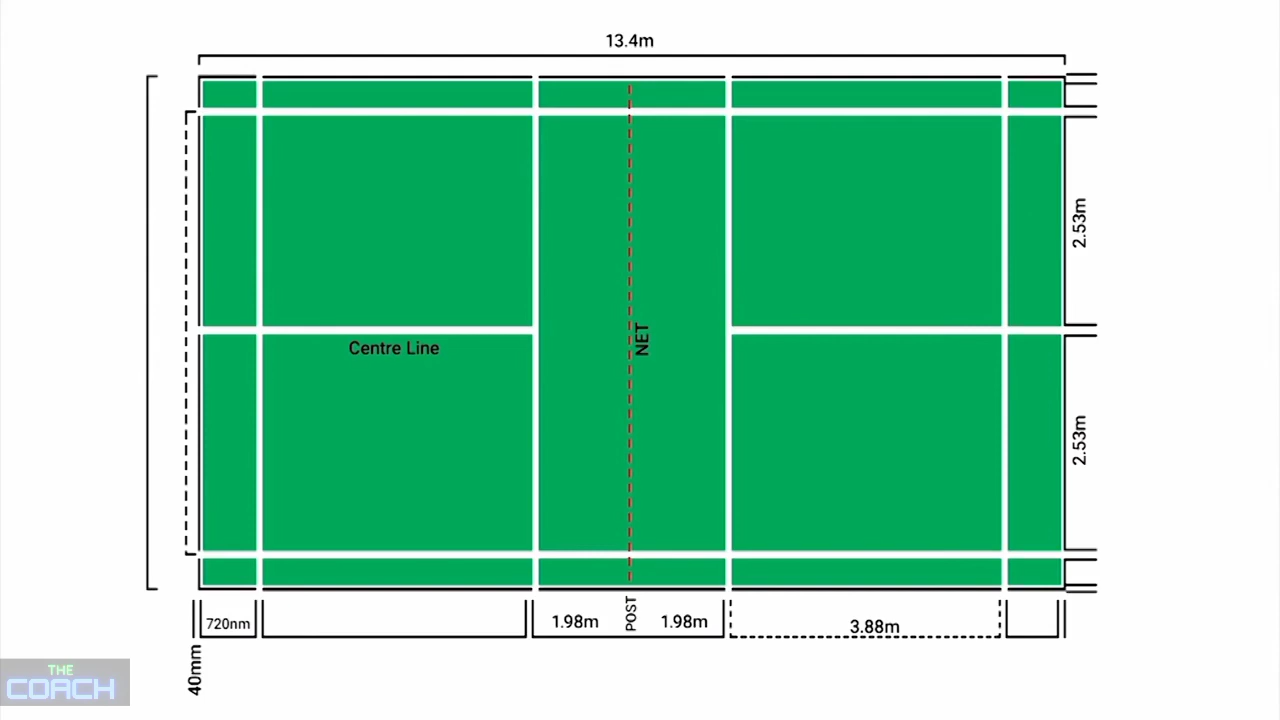 13.4m
2.53m
Centre Line
NET
2.53m
720nm
1.98m
POST
1.98m
3.88m
40mm
THE
COACH